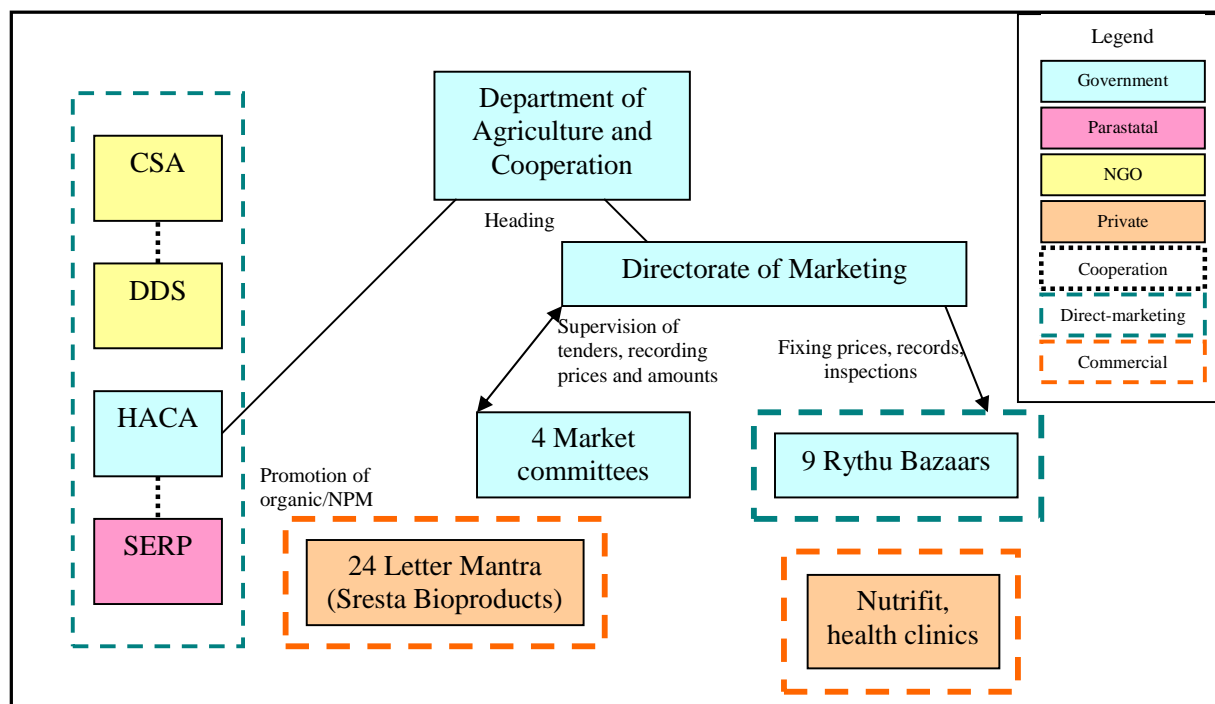 Legend
Government
Parastatal
NGO
Private
Cooperation
Direct-marketing
Commercial
Department of
Agriculture and
Cooperation
Heading
Directorate of Marketing
CSA
DDS
HACA
SERP
Supervision of
tenders, recording
prices and amounts
Fixing prices, records,
inspections
4 Market
committees
9 Rythu Bazaars
Promotion of
organic/NPM
24 Letter Mantra
(Sresta Bioproducts)
Nutrifit,
health clinics